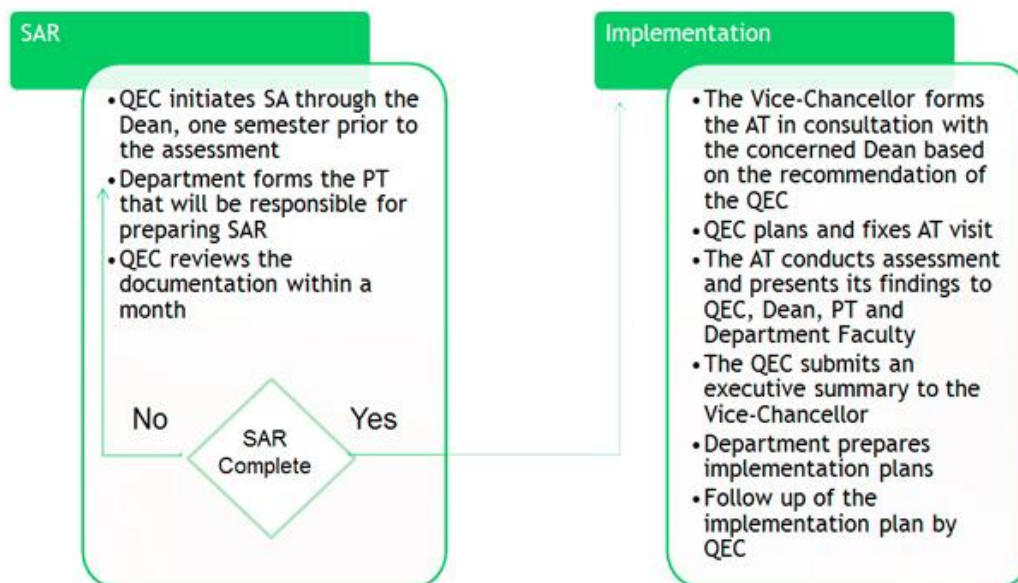 SAR
•QEC initiates SA through the
Dean, one semester prior to
the assessment
•Department forms the PT
that will be responsible for
preparing SAR
•QEC reviews the
documentation within a
month
No
Yes
SAR
Complete
Implementation
•The Vice-Chancellor forms
the AT in consultation with
the concerned Dean based
on the recommendation of
the QEC
•QEC plans and fixes AT visit
•The AT conducts assessment
and presents its findings to
QEC, Dean, PT and
Department Faculty
•The QEC submits an
executive summary to the
Vice-Chancellor
•Department prepares
implementation plans
•Follow up of the
implementation plan by
QEC